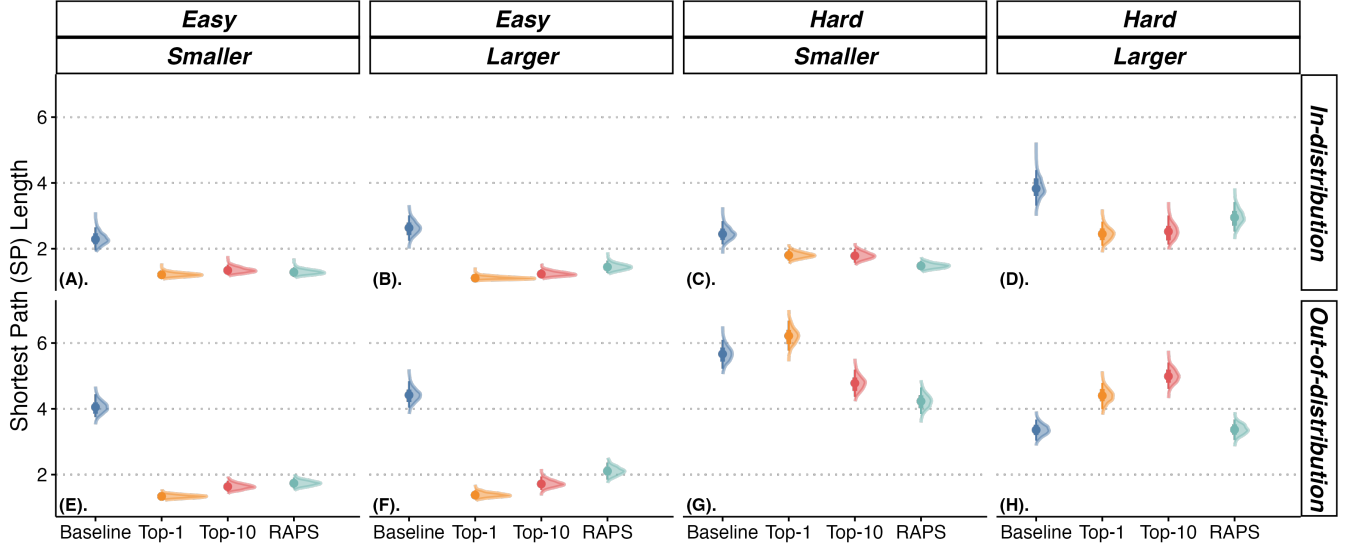 Easy Easy Hard Hard
Smaller Larger Smaller Larger
Shortest Path (SP) Length
6
4
2
(A). (B). (C). (D).
In-distribution
6
4
2
(E). (F). (G). (H).
Out-of-distribution
Baseline Top-1 Top-10 RAPS Baseline Top-1 Top-10 RAPS Baseline Top-1 Top-10 RAPS Baseline Top-1 Top-10 RAPS